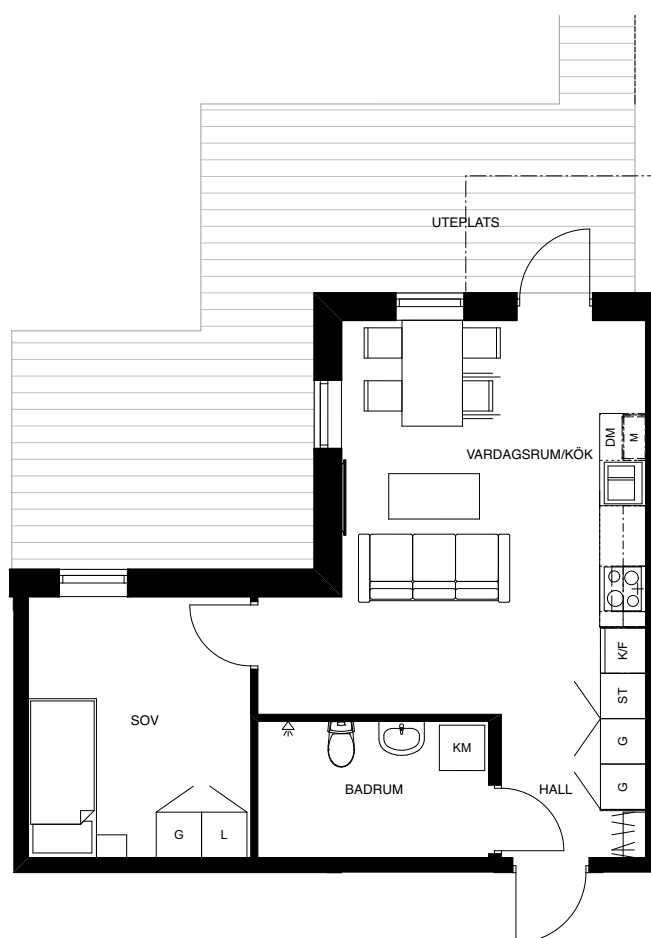 UTEPLATS
DM
M
VARDAGSRUM/KÖK
K/F
ST
SOV
G
KM
G
BADRUM
HALL
G
L